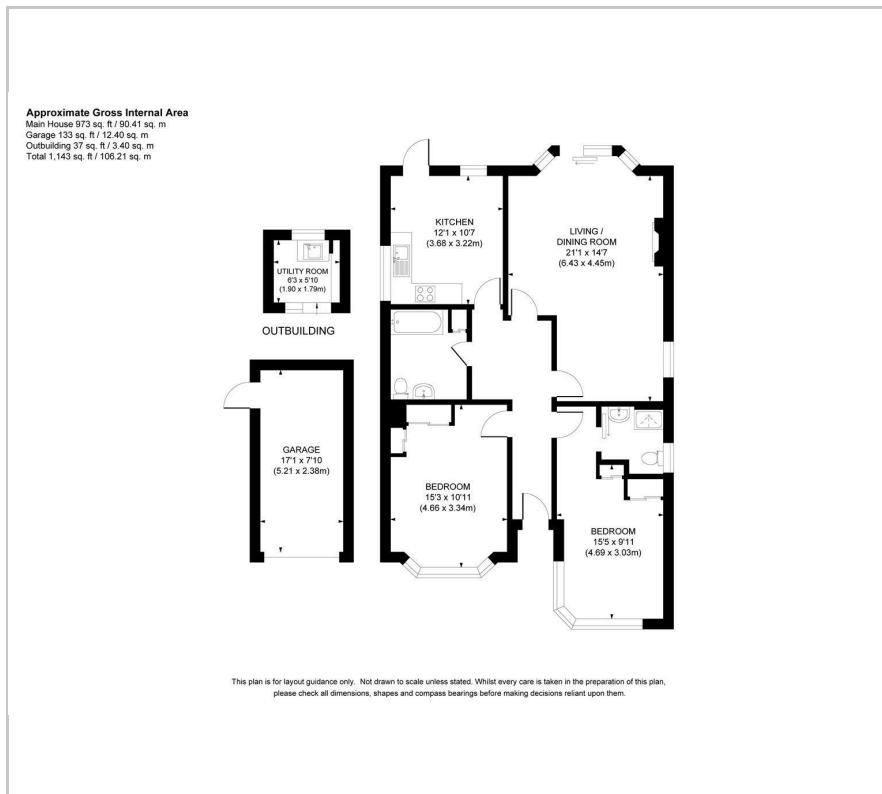 Approximate Gross Internal Area
Main House 973 sq. ft / 90.41 sq. m
Garage 133 sq. ft / 12.40 sq. m
Outbuilding 37 sq. ft / 3.40 sq. m
Total 1,143 sq. ft / 106.21 sq. m
KITCHEN
12'1 x 10'7
(3.68 x 3.22m)
LIVING /
DINING ROOM
21'1 x 14'7
(6.43 x 4.45m)
UTILITY ROOM
6'3 x 5'10
(1.90 x 1.79m)
OUTBUILDING
GARAGE
17'1 x 7'10
(5.21 x 2.38m)
BEDROOM
15'3 x 10'11
(4.66 x 3.34m)
BEDROOM
15'5 x 9'11
(4.69 x 3.03m)
This plan is for layout guidance only. Not drawn to scale unless stated. Whilst every care is taken in the preparation of this plan,
please check all dimensions, shapes and compass bearings before making decisions reliant upon them.